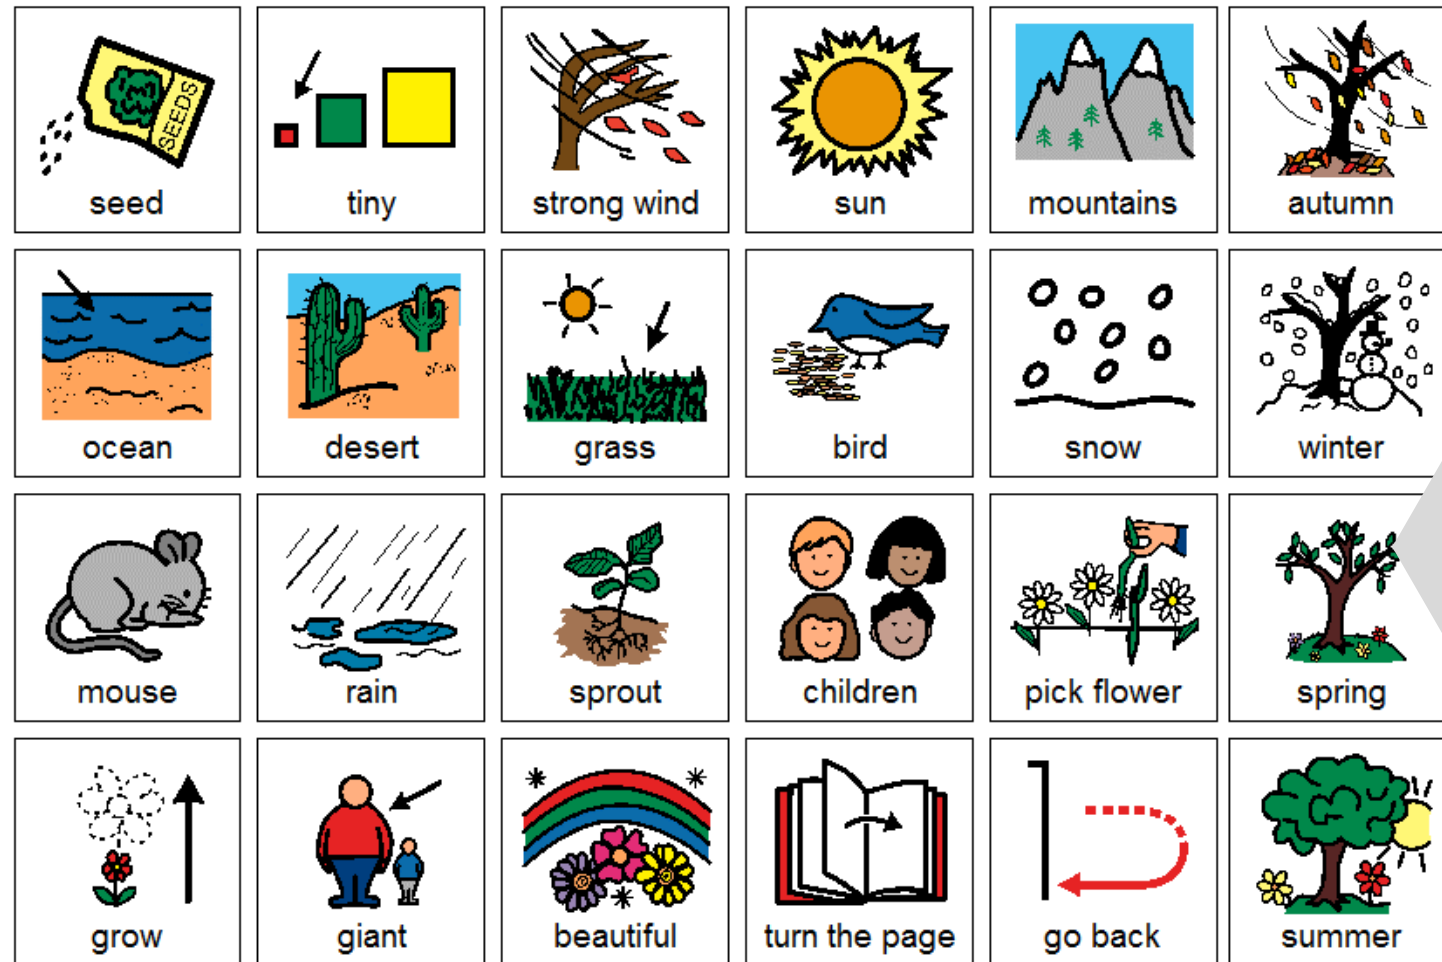 SEEDS
seed
tiny
strong wind
sun
mountains
autumn
ocean
desert
grass
bird
snow
winter
mouse
rain
sprout
children
pick flower
spring
grow
giant
beautiful
turn the page
go back
summer